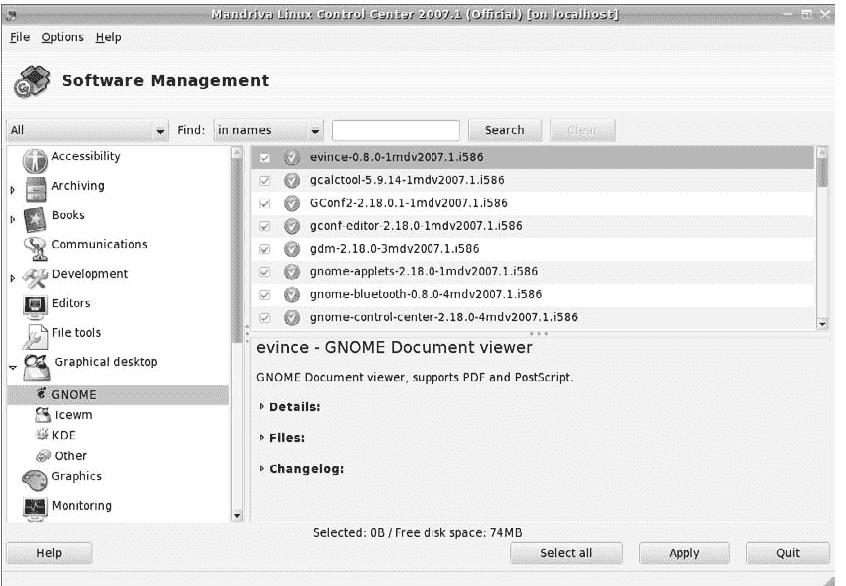 Mandriva Linux Control Center 2007.1 (Official) [on localhost]
File Options Help
Software Management
All Find: in names Search Clear
Accessibility
Archiving
Books
Communications
Development
Editors
File tools
Graphical desktop
GNOME
Icewm
KDE
Other
Graphics
Monitoring
evince-0.8.0-1mdv2007.1.i586
gcalctool-5.9.14-1mdv2007.1.i586
GConf2-2.18.0.1-1mdv2007.1.i586
gconf-editor-2.18.0-1mdv2007.1.i586
gdm-2.18.0-3mdv2007.1.i586
gnome-applets-2.18.0-1mdv2007.1.i586
gnome-bluetooth-0.8.0-4mdv2007.1.i586
gnome-control-center-2.18.0-4mdv2007.1.i586
evince - GNOME Document viewer
GNOME Document viewer, supports PDF and PostScript.
Details:
Files:
Changelog:
Selected: 0B / Free disk space: 74MB
Help Select all Apply Quit